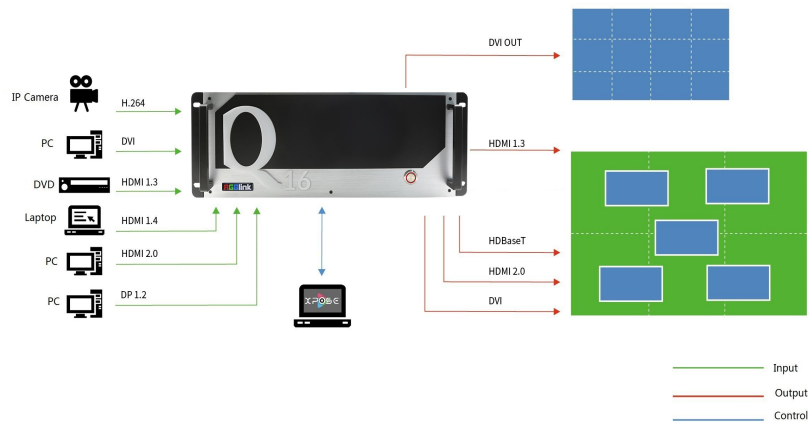 DVI OUT
IP Camera
H.264
PC
DVI
HDMI 1.3
DVD
HDMI 1.3
Laptop
HDMI 1.4
PC
HDMI 2.0
PC
DP 1.2
Q
16
RGBlink
XPOSE
HDBaseT
HDMI 2.0
DVI
Input
Output
Control